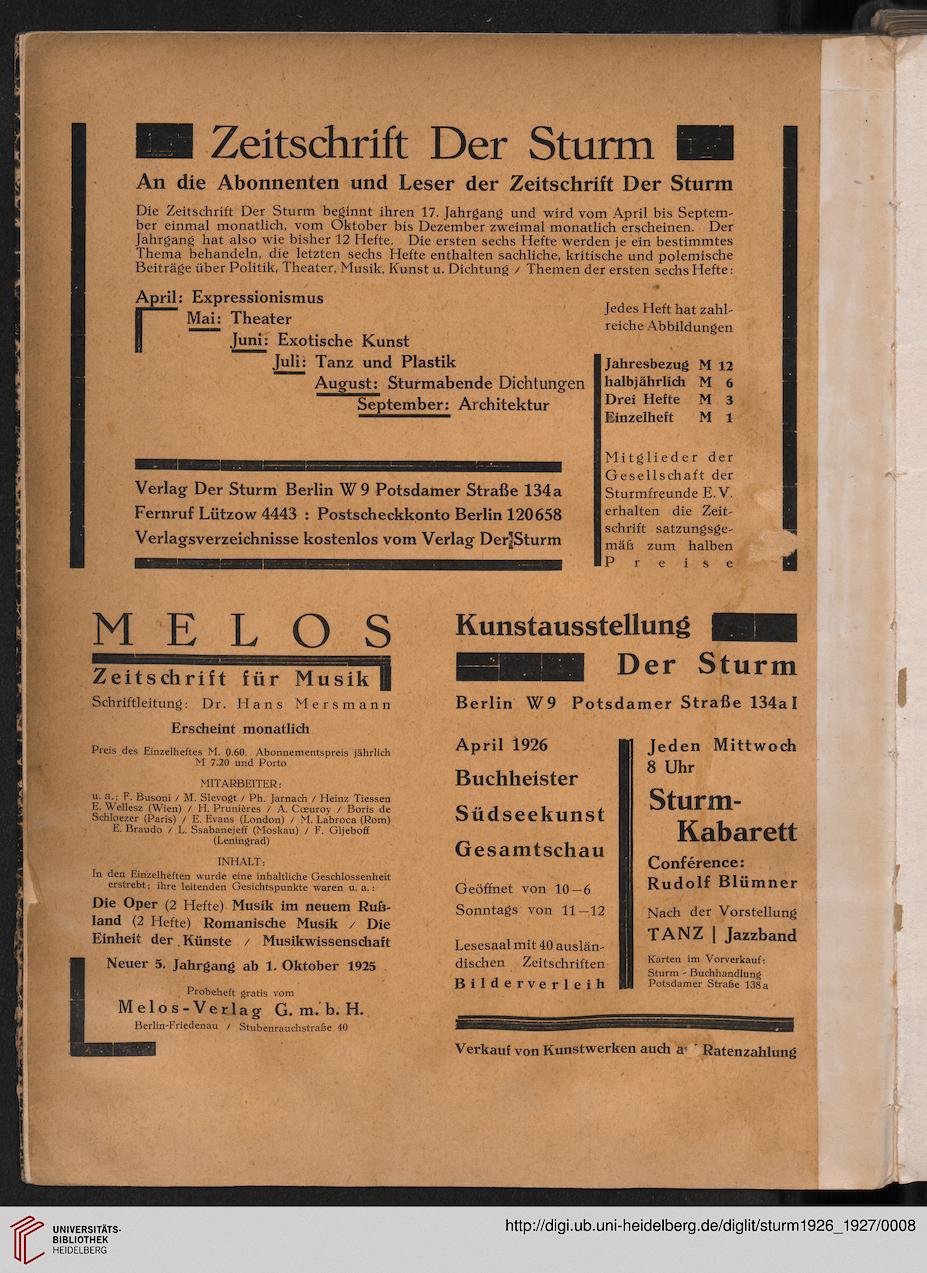 Zeitschrift Der Sturm
An die Abonnenten und Leser der Zeitschrift Der Sturm
Die Zeitschrift Der Sturm beginnt ihren 17. Jahrgang und wird vom April bis Septem-
ber einmal monatlich, vom Oktober bis Dezember zweimal monatlich erscheinen. Der
Jahrgang hat also wie bisher 12 Hefte. Die ersten sechs Hefte werden je ein bestimmtes
Thema behandeln, die letzten sechs Hefte enthalten sachliche, kritische und polemische
Beiträge über Politik, Theater, Musik, Kunst u. Dichtung / Themen der ersten sechs Hefte:
April: Expressionismus
Mai: Theater
Juni: Exotische Kunst
Juli: Tanz und Plastik
August: Sturmabende Dichtungen
September: Architektur
Jedes Heft hat zahl-
reiche Abbildungen
Jahresbezug M 12
halbjährlich M 6
Drei Hefte M 3
Einzelheft M 1
Mitglieder der
Gesellschaft der
Sturmfreunde E. V.
erhalten die Zeit-
schrift satzungsge-
mäß zum halben
Preise
Verlag Der Sturm Berlin W 9 Potsdamer Straße 134a
Fernruf Lützow 4443 : Postscheckkonto Berlin 120658
Verlagsverzeichnisse kostenlos vom Verlag Der Sturm
MELOS
Zeitschrift für Musik
Schriftleitung: Dr. Hans Mersmann
Erscheint monatlich
Preis des Einzelheftes M. 0.60. Abonnementspreis jährlich
M 7.20 und Porto
MITARBEITER:
u. a.: F. Busoni / M. Slevogt / Ph. Jarnach / Heinz Tiessen
E. Wellesz (Wien) / H. Prunières / A. Cœuroy / Boris de
Schloezer (Paris) / E. Evans (London) / M. Labroca (Rom)
E. Braudo / L. Ssabanejeff (Moskau) / F. Gljeboff
(Leningrad)
INHALT:
In den Einzelheften wurde eine inhaltliche Geschlossenheit
erstrebt; ihre leitenden Gesichtspunkte waren u. a.:
Die Oper (2 Hefte) Musik im neuem Ruß-
land (2 Hefte) Romanische Musik / Die
Einheit der Künste / Musikwissenschaft
Neuer 5. Jahrgang ab 1. Oktober 1925
Probeheft gratis vom
Melos-Verlag G. m. b. H.
Berlin-Friedenau / Stubenrauchstraße 40
Kunstausstellung
Der Sturm
Berlin W9 Potsdamer Straße 134a I
April 1926
Buchheister
Südseekunst
Gesamtschau
Geöffnet von 10–6
Sonntags von 11–12
Lesesaal mit 40 auslän-
dischen Zeitschriften
Bilderverleih
Jeden Mittwoch
8 Uhr
Sturm-
Kabarett
Conférence:
Rudolf Blümner
Nach der Vorstellung
TANZ | Jazzband
Karten im Vorverkauf:
Sturm - Buchhandlung
Potsdamer Straße 138a
Verkauf von Kunstwerken auch Ratenzahlung
UNIVERSITÄTS-
BIBLIOTHEK
HEIDELBERG
http://digi.ub.uni-heidelberg.de/diglit/sturm1926_1927/0008